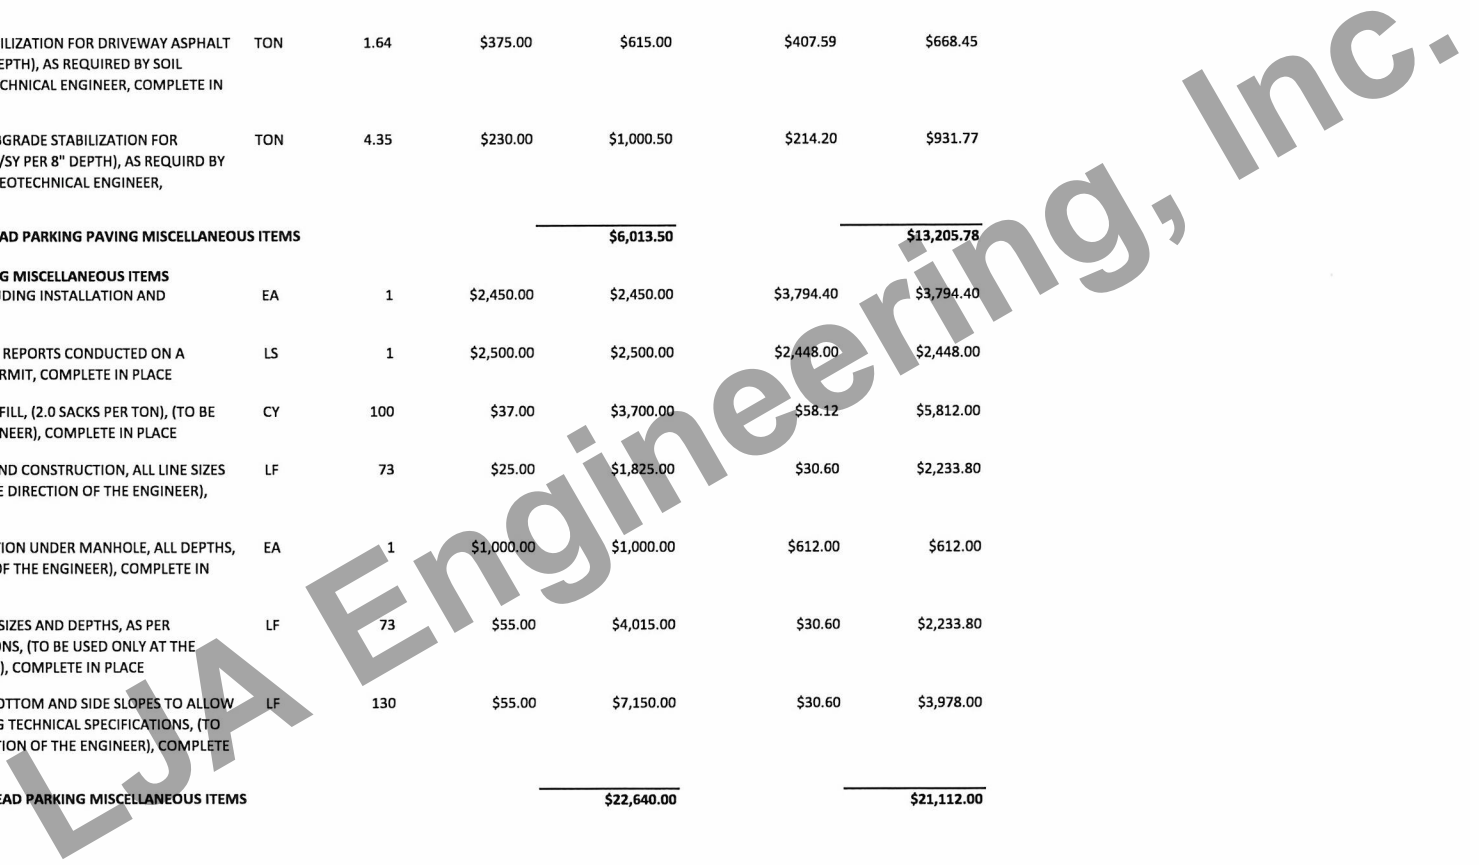 ILIZATION FOR DRIVEWAY ASPHALT TON 1.64 $375.00 $615.00 $407.59 $668.45
EPTH), AS REQUIRED BY SOIL
CHNICAL ENGINEER, COMPLETE IN
GRADE STABILIZATION FOR TON 4.35 $230.00 $1,000.50 $214.20 $931.77
/SY PER 8" DEPTH), AS REQUIRD BY
EOTECHNICAL ENGINEER,
AD PARKING PAVING MISCELLANEOUS ITEMS $6,013.50 $13,205.78
G MISCELLANEOUS ITEMS
DING INSTALLATION AND EA 1 $2,450.00 $2,450.00 $3,794.40 $3,794.40
REPORTS CONDUCTED ON A LS 1 $2,500.00 $2,500.00 $2,448.00 $2,448.00
RMIT, COMPLETE IN PLACE
FILL, (2.0 SACKS PER TON), (TO BE CY 100 $37.00 $3,700.00 $58.12 $5,812.00
NEER), COMPLETE IN PLACE
ND CONSTRUCTION, ALL LINE SIZES LF 73 $25.00 $1,825.00 $30.60 $2,233.80
E DIRECTION OF THE ENGINEER),
ION UNDER MANHOLE, ALL DEPTHS, EA 1 $1,000.00 $1,000.00 $612.00 $612.00
OF THE ENGINEER), COMPLETE IN
SIZES AND DEPTHS, AS PER LF 73 $55.00 $4,015.00 $30.60 $2,233.80
NS, (TO BE USED ONLY AT THE
), COMPLETE IN PLACE
OTTOM AND SIDE SLOPES TO ALLOW LF 130 $55.00 $7,150.00 $30.60 $3,978.00
G TECHNICAL SPECIFICATIONS, (TO
TION OF THE ENGINEER), COMPLETE
EAD PARKING MISCELLANEOUS ITEMS $22,640.00 $21,112.00
LJA Engineering, Inc.